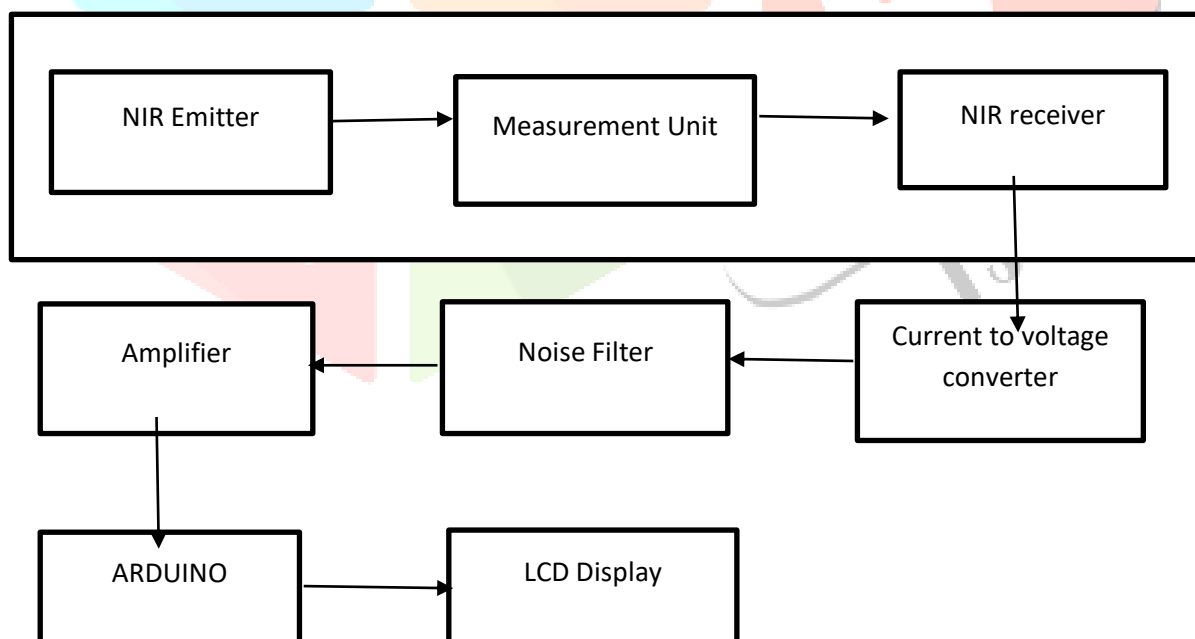 NIR Emitter
Measurement Unit
NIR receiver
Amplifier
Noise Filter
Current to voltage
converter
ARDUINO
LCD Display